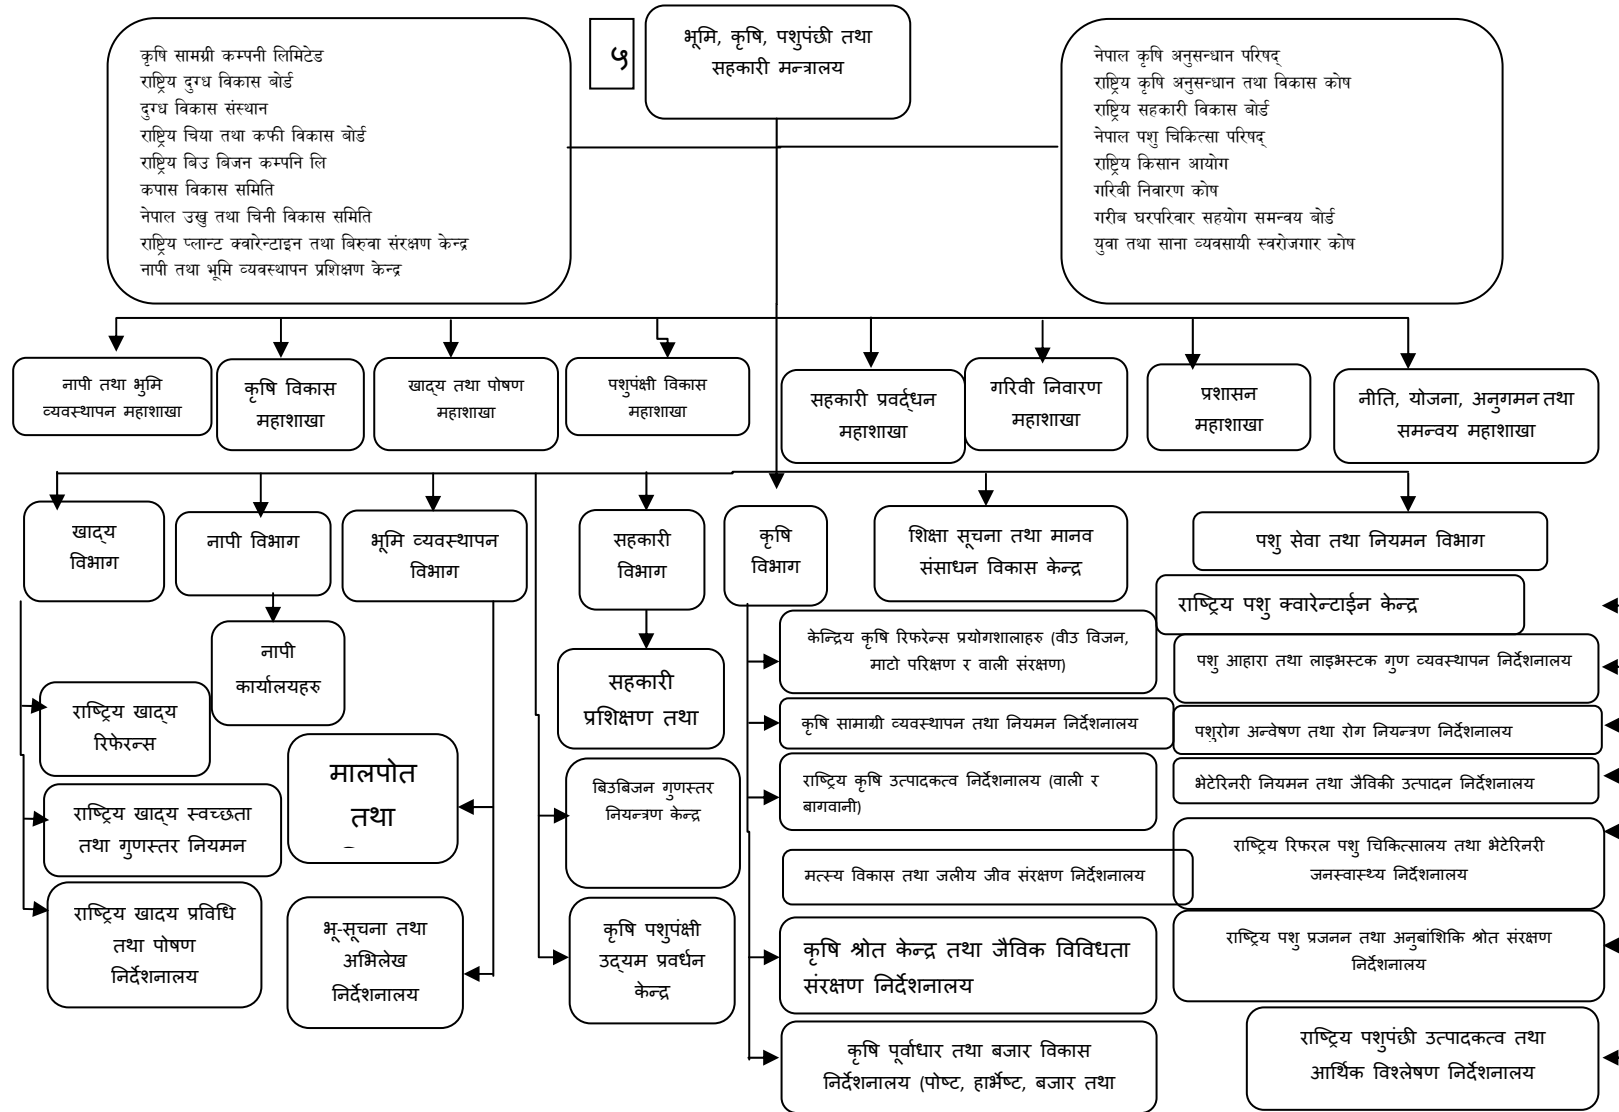 ५
भूमि, कृषि, पशुपंछी तथा
सहकारी मन्त्रालय
कृषि सामग्री कम्पनी लिमिटेड
राष्ट्रिय दुग्ध विकास बोर्ड
दुग्ध विकास संस्थान
राष्ट्रिय चिया तथा कफी विकास बोर्ड
राष्ट्रिय बिउ बिजन कम्पनि लि
कपास विकास समिति
नेपाल उखु तथा चिनी विकास समिति
राष्ट्रिय प्लान्ट क्वारेन्टाइन तथा बिरुवा संरक्षण केन्द्र
नापी तथा भूमि व्यवस्थापन प्रशिक्षण केन्द्र
नेपाल कृषि अनुसन्धान परिषद्
राष्ट्रिय कृषि अनुसन्धान तथा विकास कोष
राष्ट्रिय सहकारी विकास बोर्ड
नेपाल पशु चिकित्सा परिषद्
राष्ट्रिय किसान आयोग
गरिबी निवारण कोष
गरीब घरपरिवार सहयोग समन्वय बोर्ड
युवा तथा साना व्यवसायी स्वरोजगार कोष
नापी तथा भुमि
व्यवस्थापन महाशाखा
कृषि विकास
महाशाखा
खाद्य तथा पोषण
महाशाखा
पशुपंक्षी विकास
महाशाखा
सहकारी प्रवर्द्धन
महाशाखा
गरिवी निवारण
महाशाखा
प्रशासन
महाशाखा
नीति, योजना, अनुगमन तथा
समन्वय महाशाखा
खाद्य
विभाग
नापी विभाग
भूमि व्यवस्थापन
विभाग
सहकारी
विभाग
कृषि
विभाग
शिक्षा सूचना तथा मानव
संसाधन विकास केन्द्र
पशु सेवा तथा नियमन विभाग
राष्ट्रिय खाद्य
रिफेरन्स
राष्ट्रिय खाद्य स्वच्छता
तथा गुणस्तर नियमन
राष्ट्रिय खादय प्रविधि
तथा पोषण
निर्देशनालय
नापी
कार्यालयहरु
मालपोत
तथा
भू-सूचना तथा
अभिलेख
निर्देशनालय
सहकारी
प्रशिक्षण तथा
बिउबिजन गुणस्तर
नियन्त्रण केन्द्र
कृषि पशुपंक्षी
उद्यम प्रवर्धन
केन्द्र
केन्द्रिय कृषि रिफरेन्स प्रयोगशालाहरु (वीउ विजन,
माटो परिक्षण र वाली संरक्षण)
कृषि सामाग्री व्यवस्थापन तथा नियमन निर्देशनालय
राष्ट्रिय कृषि उत्पादकत्व निर्देशनालय (वाली र
बागवानी)
मत्स्य विकास तथा जलीय जीव संरक्षण निर्देशनालय
कृषि श्रोत केन्द्र तथा जैविक विविधता
संरक्षण निर्देशनालय
कृषि पूर्वाधार तथा बजार विकास
निर्देशनालय (पोष्ट, हार्भेष्ट, बजार तथा
राष्ट्रिय पशु क्वारेन्टाईन केन्द्र
पशु आहारा तथा लाइभस्टक गुण व्यवस्थापन निर्देशनालय
पशुरोग अन्वेषण तथा रोग नियन्त्रण निर्देशनालय
भेटेरिनरी नियमन तथा जैविकी उत्पादन निर्देशनालय
राष्ट्रिय रिफरल पशु चिकित्सालय तथा भेटेरिनरी
जनस्वास्थ्य निर्देशनालय
राष्ट्रिय पशु प्रजनन तथा अनुबांशिकि श्रोत संरक्षण
निर्देशनालय
राष्ट्रिय पशुपंछी उत्पादकत्व तथा
आर्थिक विश्लेषण निर्देशनालय